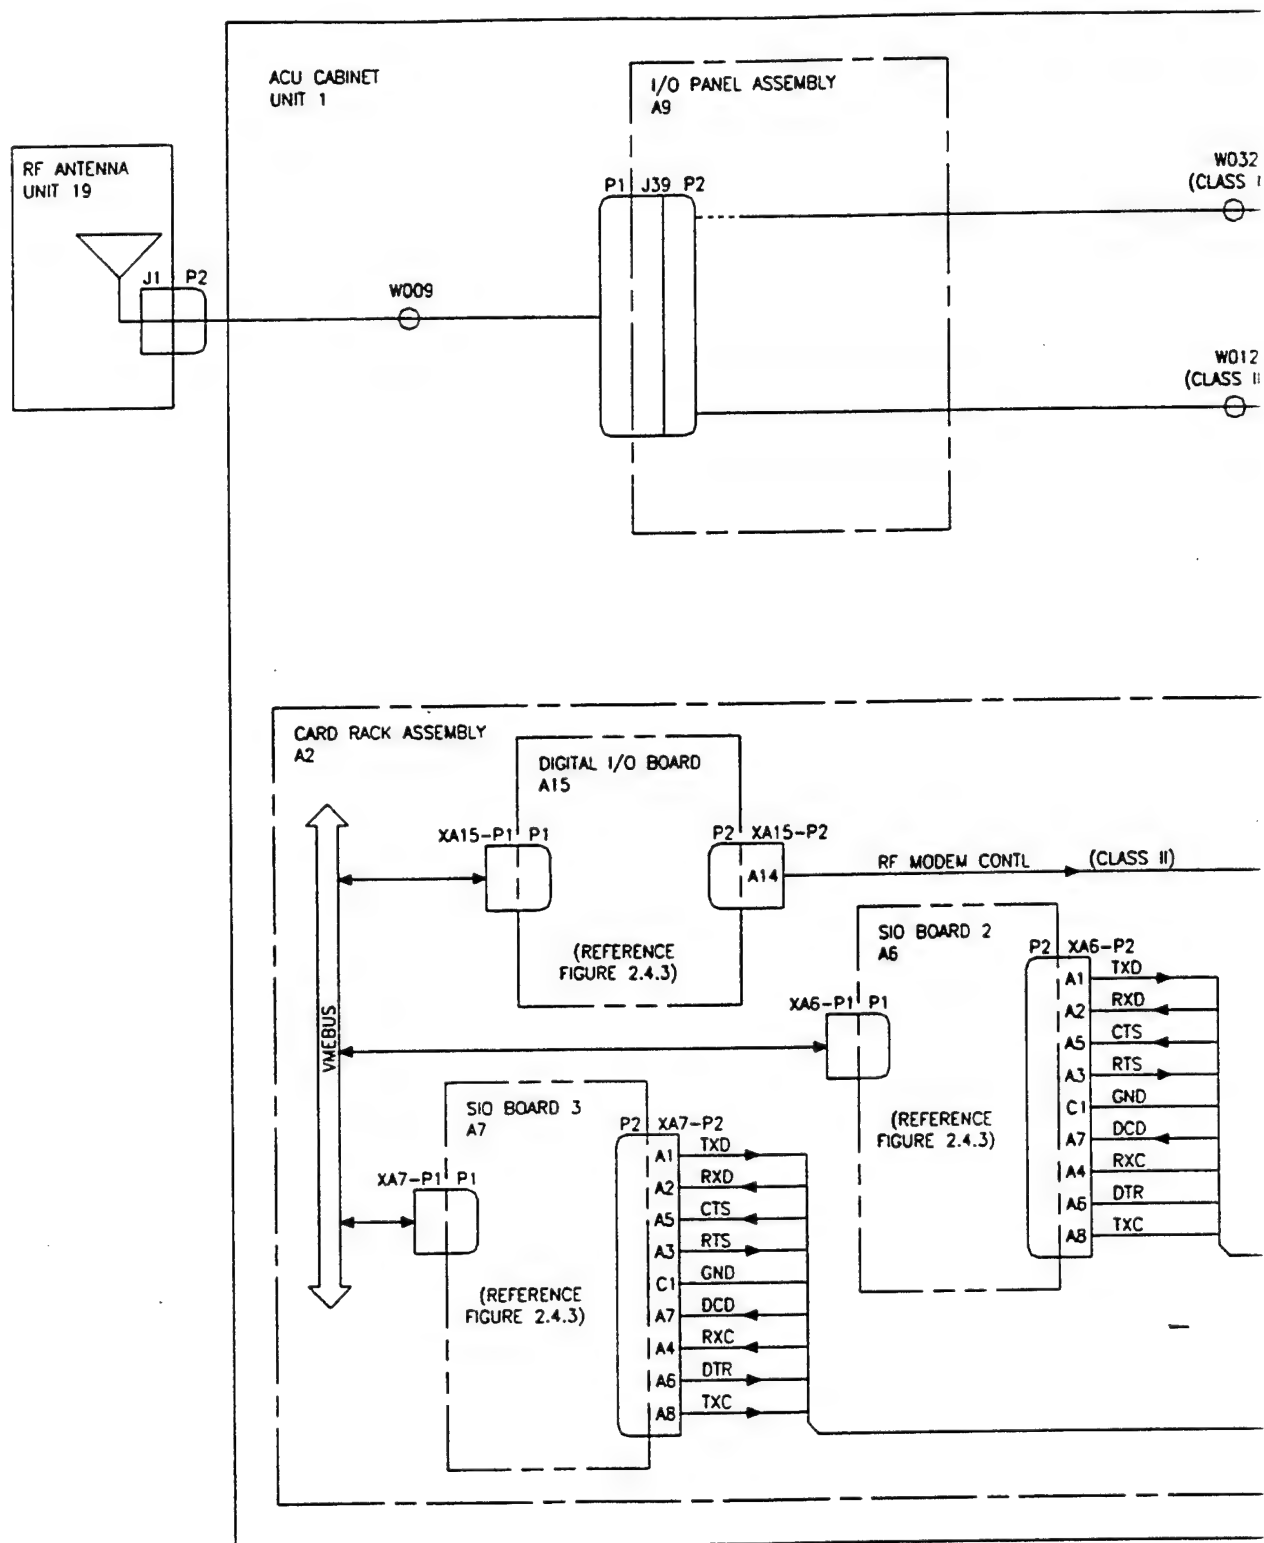 ACU CABINET
UNIT 1
I/O PANEL ASSEMBLY
A9
RF ANTENNA
UNIT 19
P1 J39 P2
W032
(CLASS I
J1 P2
W009
W012
(CLASS II
CARD RACK ASSEMBLY
A2
DIGITAL I/O BOARD
A15
XA15-P1 P1
P2 XA15-P2
A14
RF MODEM CONTL
(CLASS II)
(REFERENCE
FIGURE 2.4.3)
SIO BOARD 2
A6
P2 XA6-P2
A1 TXD
A2 RXD
A5 CTS
A3 RTS
C1 GND
A7 DCD
A4 RXC
A6 DTR
A8 TXC
XA6-P1 P1
(REFERENCE
FIGURE 2.4.3)
VMEBUS
SIO BOARD 3
A7
P2 XA7-P2
A1 TXD
A2 RXD
A5 CTS
A3 RTS
C1 GND
A7 DCD
A4 RXC
A6 DTR
A8 TXC
XA7-P1 P1
(REFERENCE
FIGURE 2.4.3)